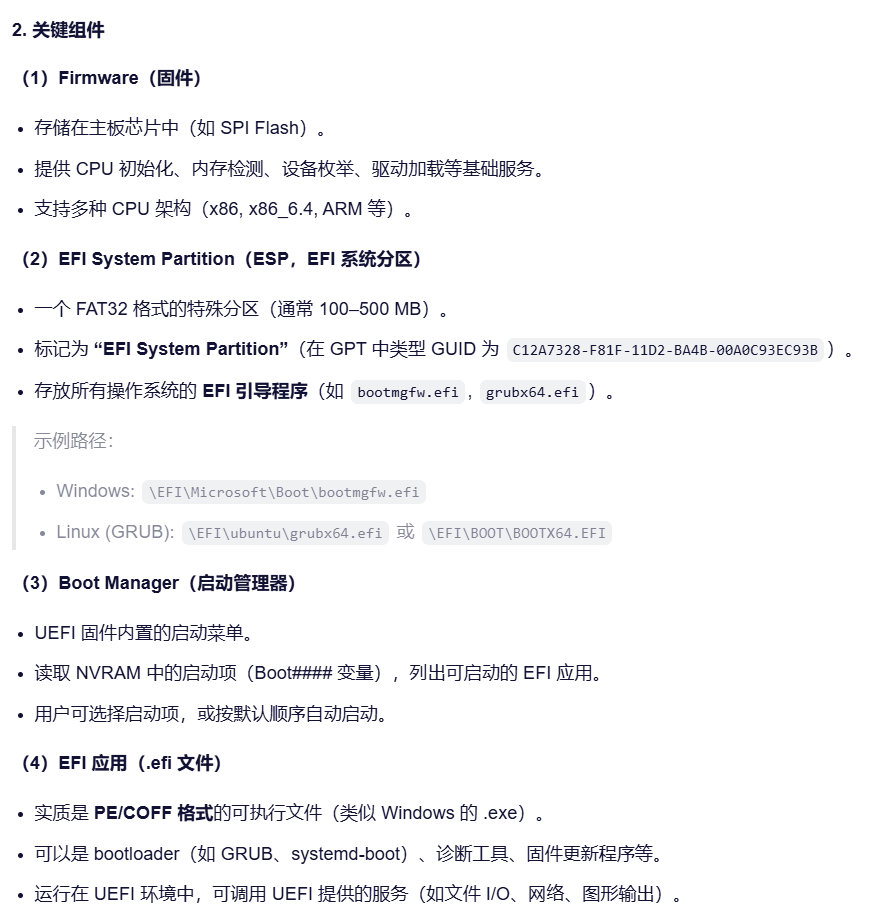 2. 关键组件
（1）Firmware（固件）
• 存储在主板芯片中（如 SPI Flash）。
• 提供 CPU 初始化、内存检测、设备枚举、驱动加载等基础服务。
• 支持多种 CPU 架构（x86, x86_6.4, ARM 等）。
（2）EFI System Partition（ESP，EFI 系统分区）
• 一个 FAT32 格式的特殊分区（通常 100–500 MB）。
• 标记为 “EFI System Partition”（在 GPT 中类型 GUID 为 C12A7328-F81F-11D2-BA4B-00A0C93EC93B ）。
• 存放所有操作系统的 EFI 引导程序（如 bootmgfw.efi , grubx64.efi ）。
示例路径：
• Windows: \EFI\Microsoft\Boot\bootmgfw.efi
• Linux (GRUB): \EFI\ubuntu\grubx64.efi 或 \EFI\BOOT\BOOTX64.EFI
（3）Boot Manager（启动管理器）
• UEFI 固件内置的启动菜单。
• 读取 NVRAM 中的启动项（Boot#### 变量），列出可启动的 EFI 应用。
• 用户可选择启动项，或按默认顺序自动启动。
（4）EFI 应用（.efi 文件）
• 实质是 PE/COFF 格式的可执行文件（类似 Windows 的 .exe）。
• 可以是 bootloader（如 GRUB、systemd-boot）、诊断工具、固件更新程序等。
• 运行在 UEFI 环境中，可调用 UEFI 提供的服务（如文件 I/O、网络、图形输出）。